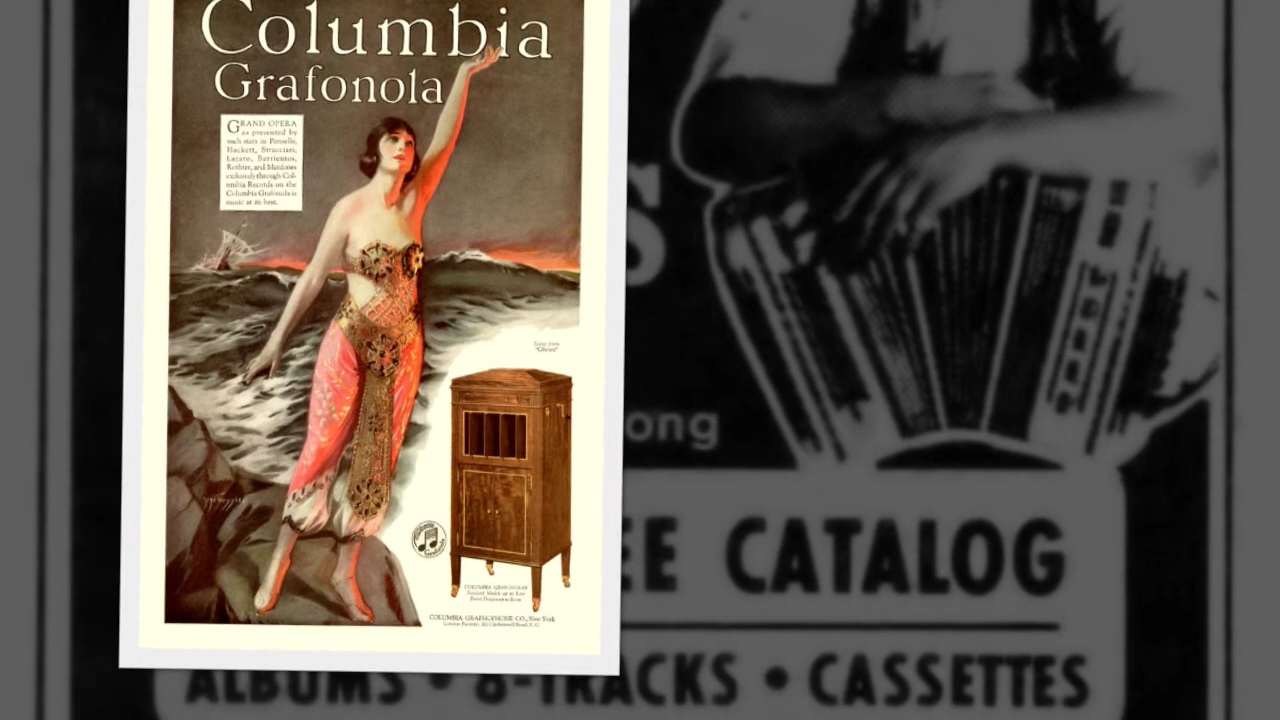 Columbia
Grafonola
GRAND OPERA
as presented by
such stars as Ponselle,
Hackett, Stracciari,
Lazaro, Barrientos,
Rothier, and Mardones
exclusively through Col-
umbia Records on the
Columbia Grafonola is
music at its best.
S
ong
COLUMBIA GRAFONOLAS
COLUMBIA GRAPHOPHONE CO., New York
EE CATALOG
ALBUMS • 8-TRACKS • CASSETTES